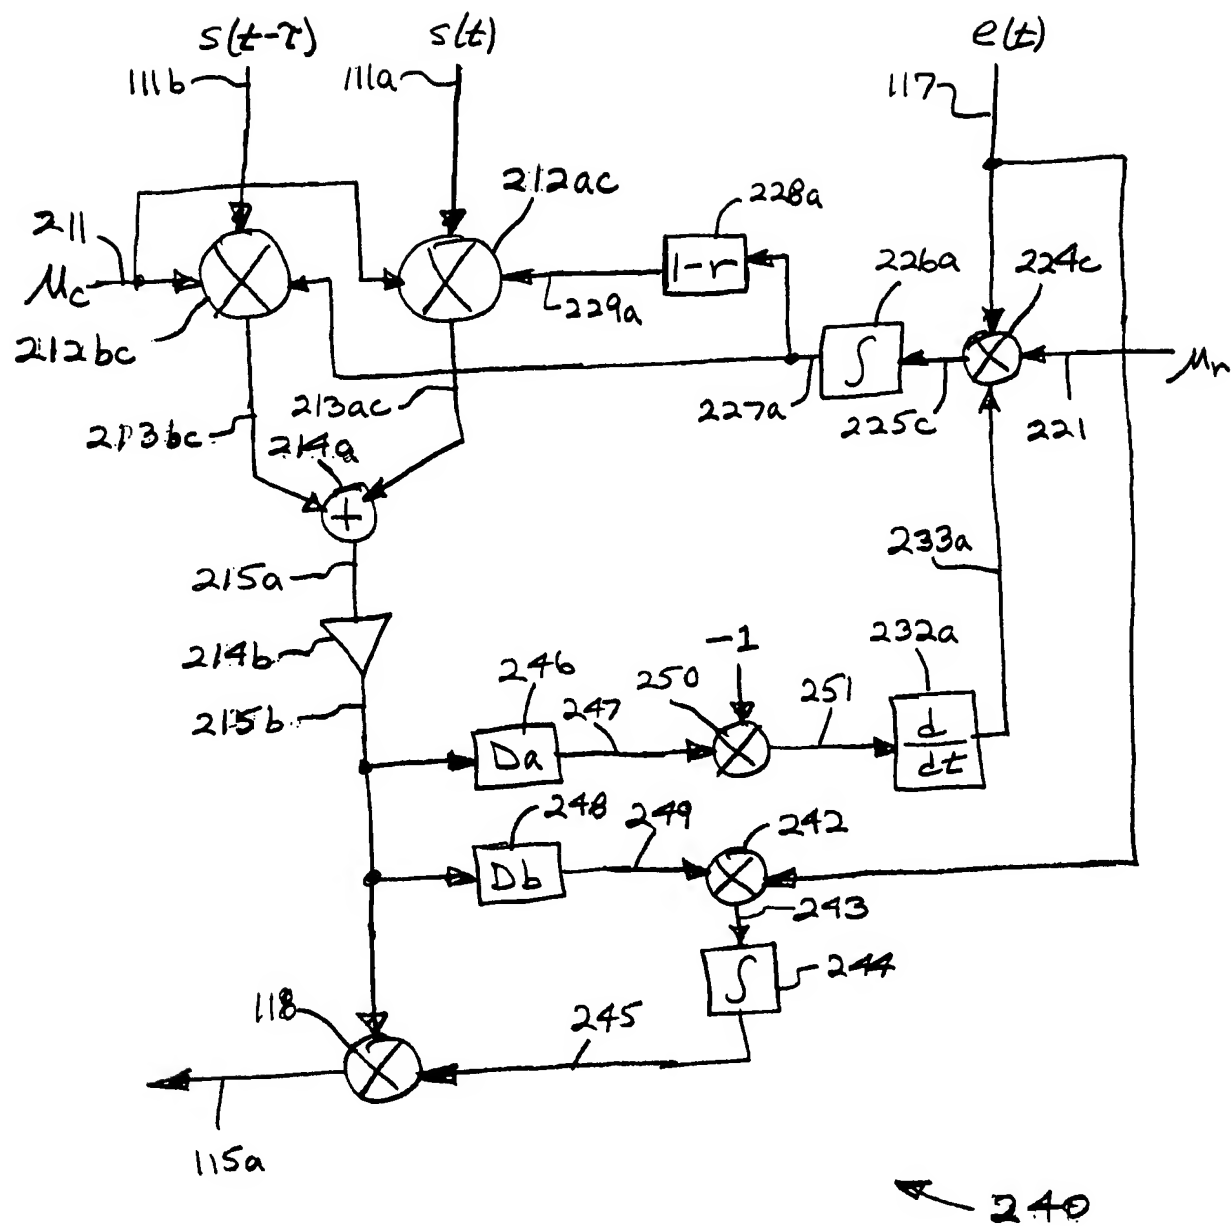 s(t-τ) s(t) e(t)
111b 111a 117
212ac
228a
211
μc
1-r
226a 224c
229a
212bc
∫
μr
213ac
227a 225c 221
213bc
214a
+
233a
215a
-1 232a
214b
246 250 251
247
215b
Da
d
dt
248 249 242
Db
243
∫ 244
118 245
115a
240